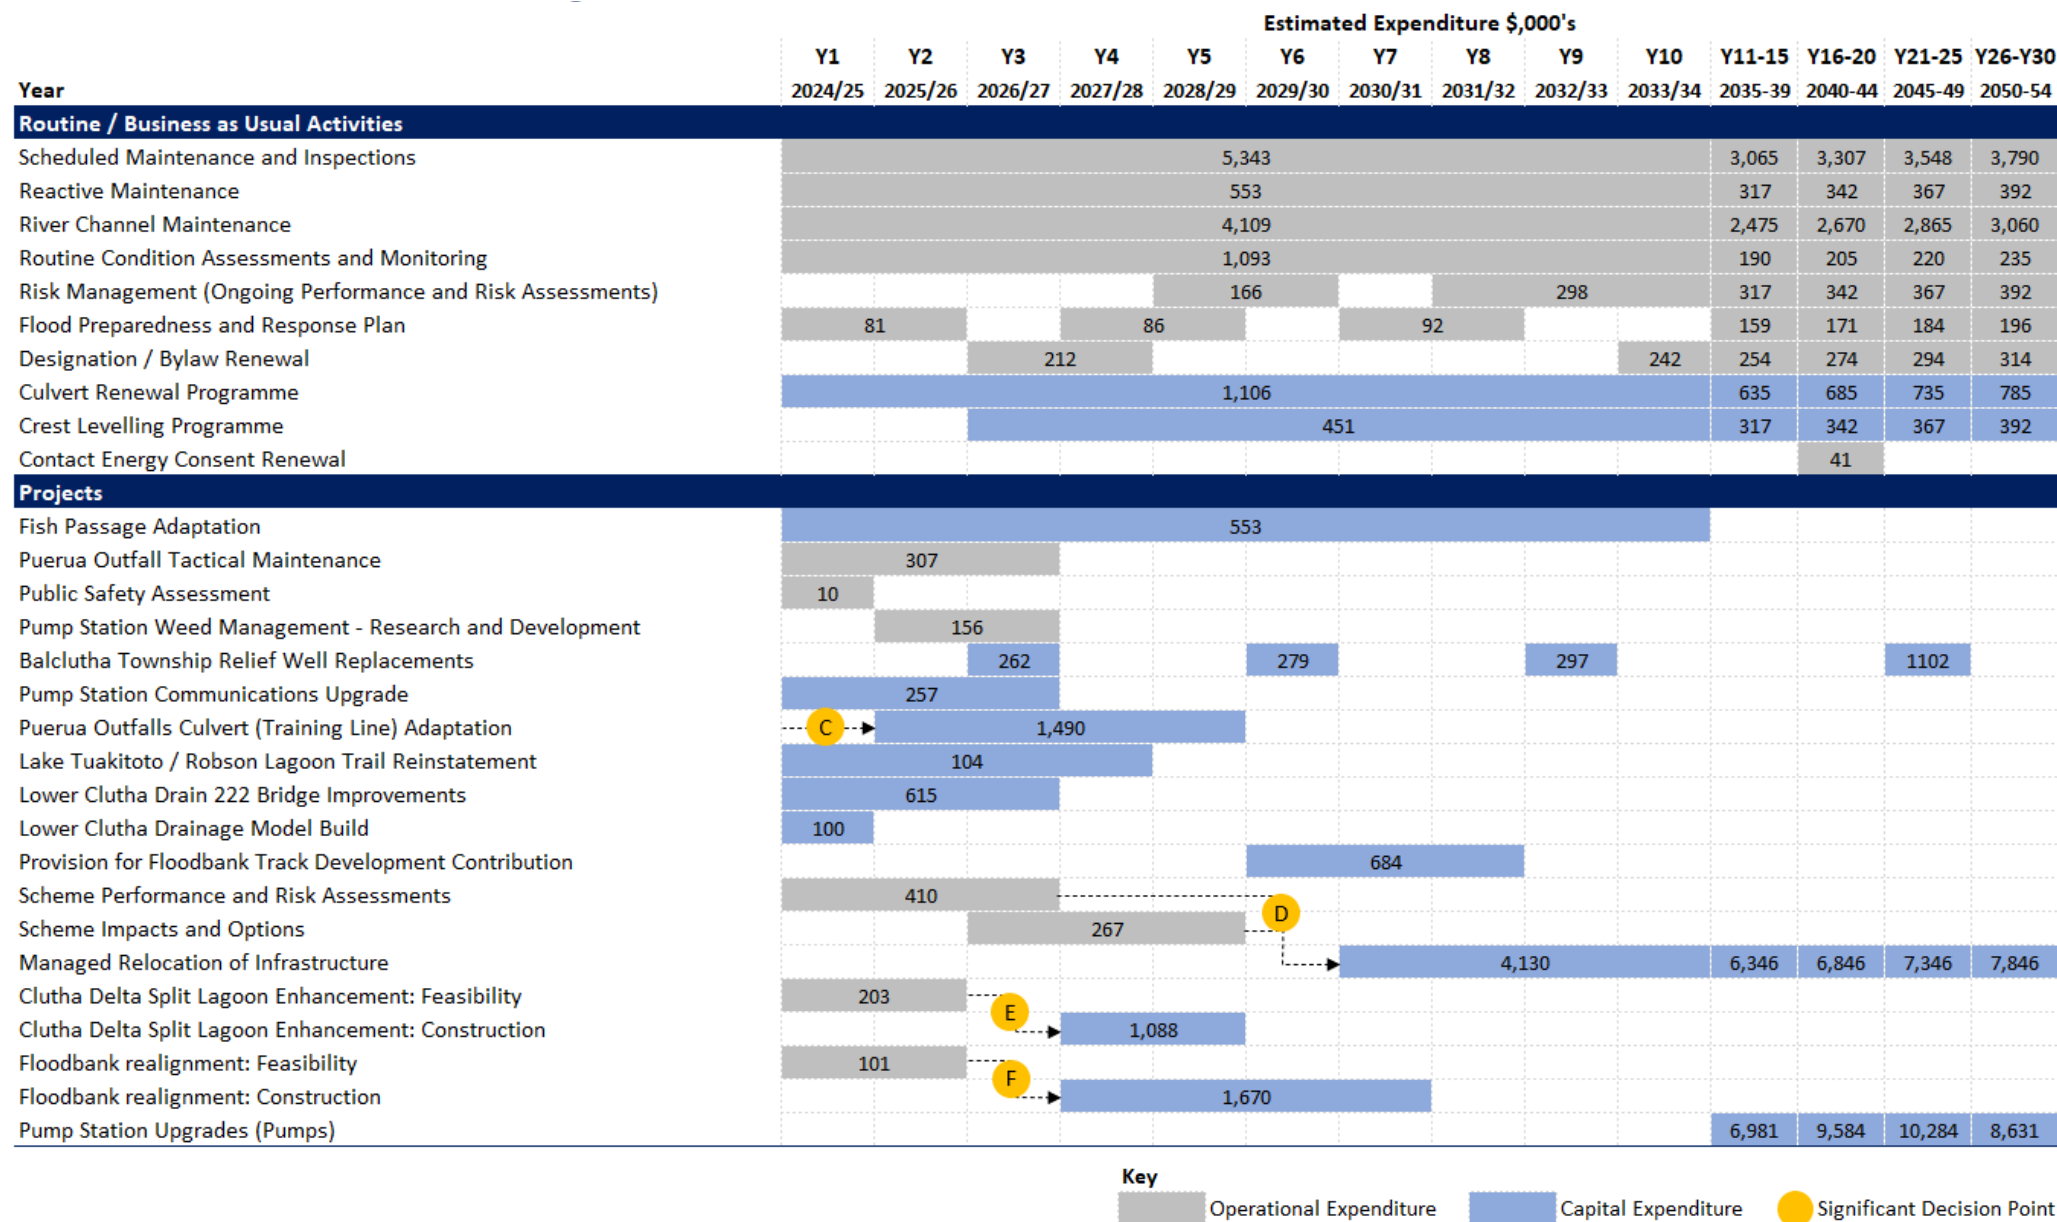 Estimated Expenditure $,000's
Y1 Y2 Y3 Y4 Y5 Y6 Y7 Y8 Y9 Y10 Y11-15 Y16-20 Y21-25 Y26-Y30
Year 2024/25 2025/26 2026/27 2027/28 2028/29 2029/30 2030/31 2031/32 2032/33 2033/34 2035-39 2040-44 2045-49 2050-54
Routine / Business as Usual Activities
Scheduled Maintenance and Inspections 5,343 3,065 3,307 3,548 3,790
Reactive Maintenance 553 317 342 367 392
River Channel Maintenance 4,109 2,475 2,670 2,865 3,060
Routine Condition Assessments and Monitoring 1,093 190 205 220 235
Risk Management (Ongoing Performance and Risk Assessments) 166 298 317 342 367 392
Flood Preparedness and Response Plan 81 86 92 159 171 184 196
Designation / Bylaw Renewal 212 242 254 274 294 314
Culvert Renewal Programme 1,106 635 685 735 785
Crest Levelling Programme 451 317 342 367 392
Contact Energy Consent Renewal 41
Projects
Fish Passage Adaptation 553
Puerua Outfall Tactical Maintenance 307
Public Safety Assessment 10
Pump Station Weed Management - Research and Development 156
Balclutha Township Relief Well Replacements 262 279 297 1102
Pump Station Communications Upgrade 257
Puerua Outfalls Culvert (Training Line) Adaptation C 1,490
Lake Tuakitoto / Robson Lagoon Trail Reinstatement 104
Lower Clutha Drain 222 Bridge Improvements 615
Lower Clutha Drainage Model Build 100
Provision for Floodbank Track Development Contribution 684
Scheme Performance and Risk Assessments 410
D
Scheme Impacts and Options 267
Managed Relocation of Infrastructure 4,130 6,346 6,846 7,346 7,846
Clutha Delta Split Lagoon Enhancement: Feasibility 203
E
Clutha Delta Split Lagoon Enhancement: Construction 1,088
Floodbank realignment: Feasibility 101
F
Floodbank realignment: Construction 1,670
Pump Station Upgrades (Pumps) 6,981 9,584 10,284 8,631
Key
Operational Expenditure Capital Expenditure Significant Decision Point